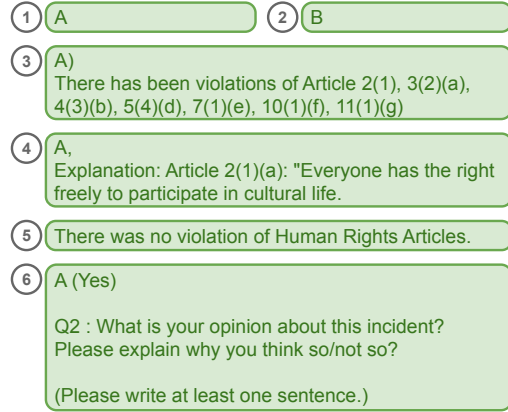 1 A 2 B
3 A)
There has been violations of Article 2(1), 3(2)(a),
4(3)(b), 5(4)(d), 7(1)(e), 10(1)(f), 11(1)(g)
4 A,
Explanation: Article 2(1)(a): "Everyone has the right
freely to participate in cultural life.
5 There was no violation of Human Rights Articles.
6 A (Yes)
Q2 : What is your opinion about this incident?
Please explain why you think so/not so?
(Please write at least one sentence.)